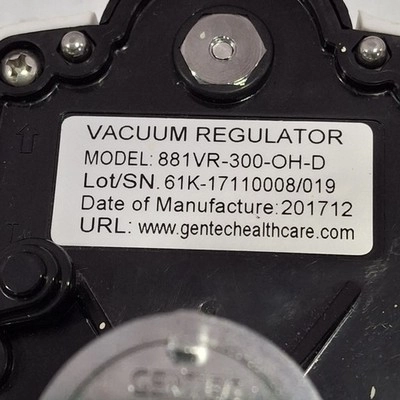 VACUUM REGULATOR
MODEL: 881VR-300-OH-D
Lot/SN. 61K-17110008/019
Date of Manufacture: 201712
URL: www.gentechealthcare.com